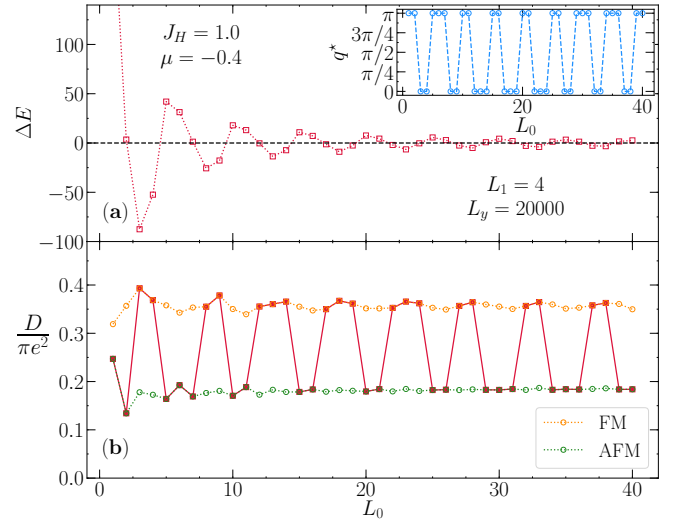 (a)
J_H = 1.0
μ = −0.4
ΔE
100
50
0
−50
−100
L_1 = 4
L_y = 20000
q*
π
3π/4
π/2
π/4
0
0
20
40
L_0
(b)
D/πe²
0.4
0.3
0.2
0.1
0.0
FM
AFM
0
10
20
30
40
L_0